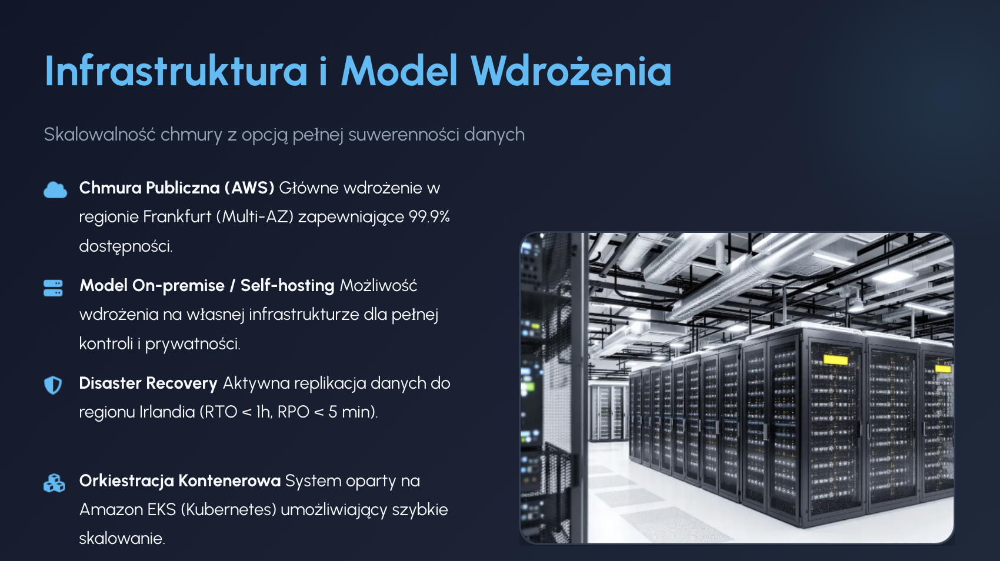 Infrastruktura i Model Wdrożenia
Skalowalność chmury z opcją pełnej suwerenności danych
Chmura Publiczna (AWS) Główne wdrożenie w
regionie Frankfurt (Multi-AZ) zapewniające 99.9%
dostępności.
Model On-premise / Self-hosting Możliwość
wdrożenia na własnej infrastrukturze dla pełnej
kontroli i prywatności.
Disaster Recovery Aktywna replikacja danych do
regionu Irlandia (RTO < 1h, RPO < 5 min).
Orkiestracja Kontenerowa System oparty na
Amazon EKS (Kubernetes) umożliwiający szybkie
skalowanie.